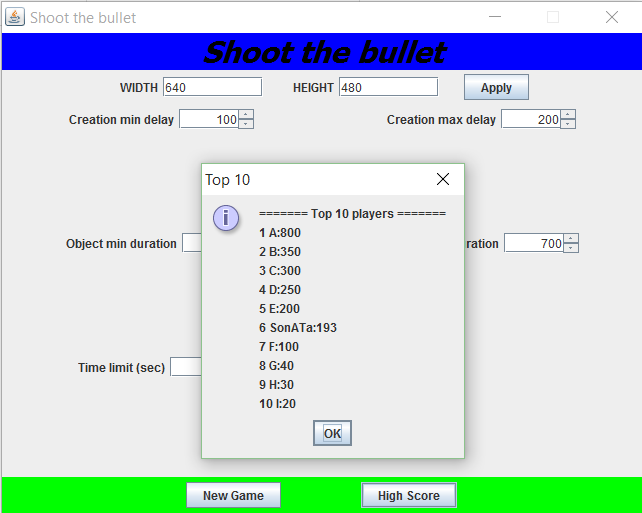 Shoot the bullet
Shoot the bullet
WIDTH 640 HEIGHT 480 Apply
Creation min delay 100 Creation max delay 200
Top 10
======= Top 10 players =======
1 A:800
2 B:350
3 C:300
Object min duration ration 700
4 D:250
5 E:200
6 SonATa:193
7 F:100
Time limit (sec)
8 G:40
9 H:30
10 I:20
OK
New Game High Score